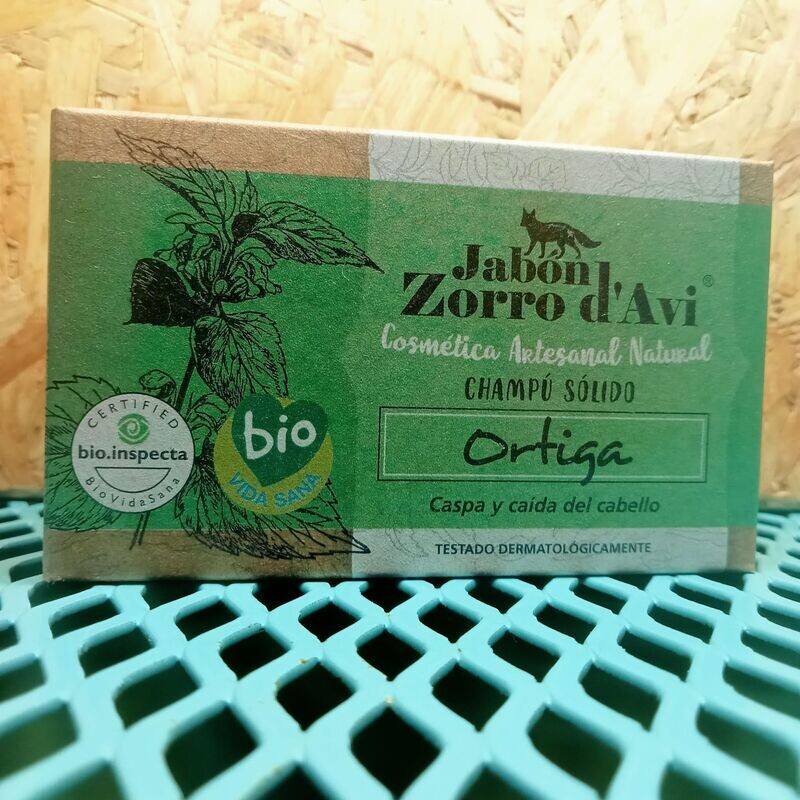 Jabón
Zorro d'Avi®
Cosmética Artesanal Natural
CHAMPÚ SÓLIDO
Ortiga
Caspa y caída del cabello
TESTADO DERMATOLÓGICAMENTE
CERTIFIED
bio.inspecta
BioVidaSana
bio
VIDA SANA